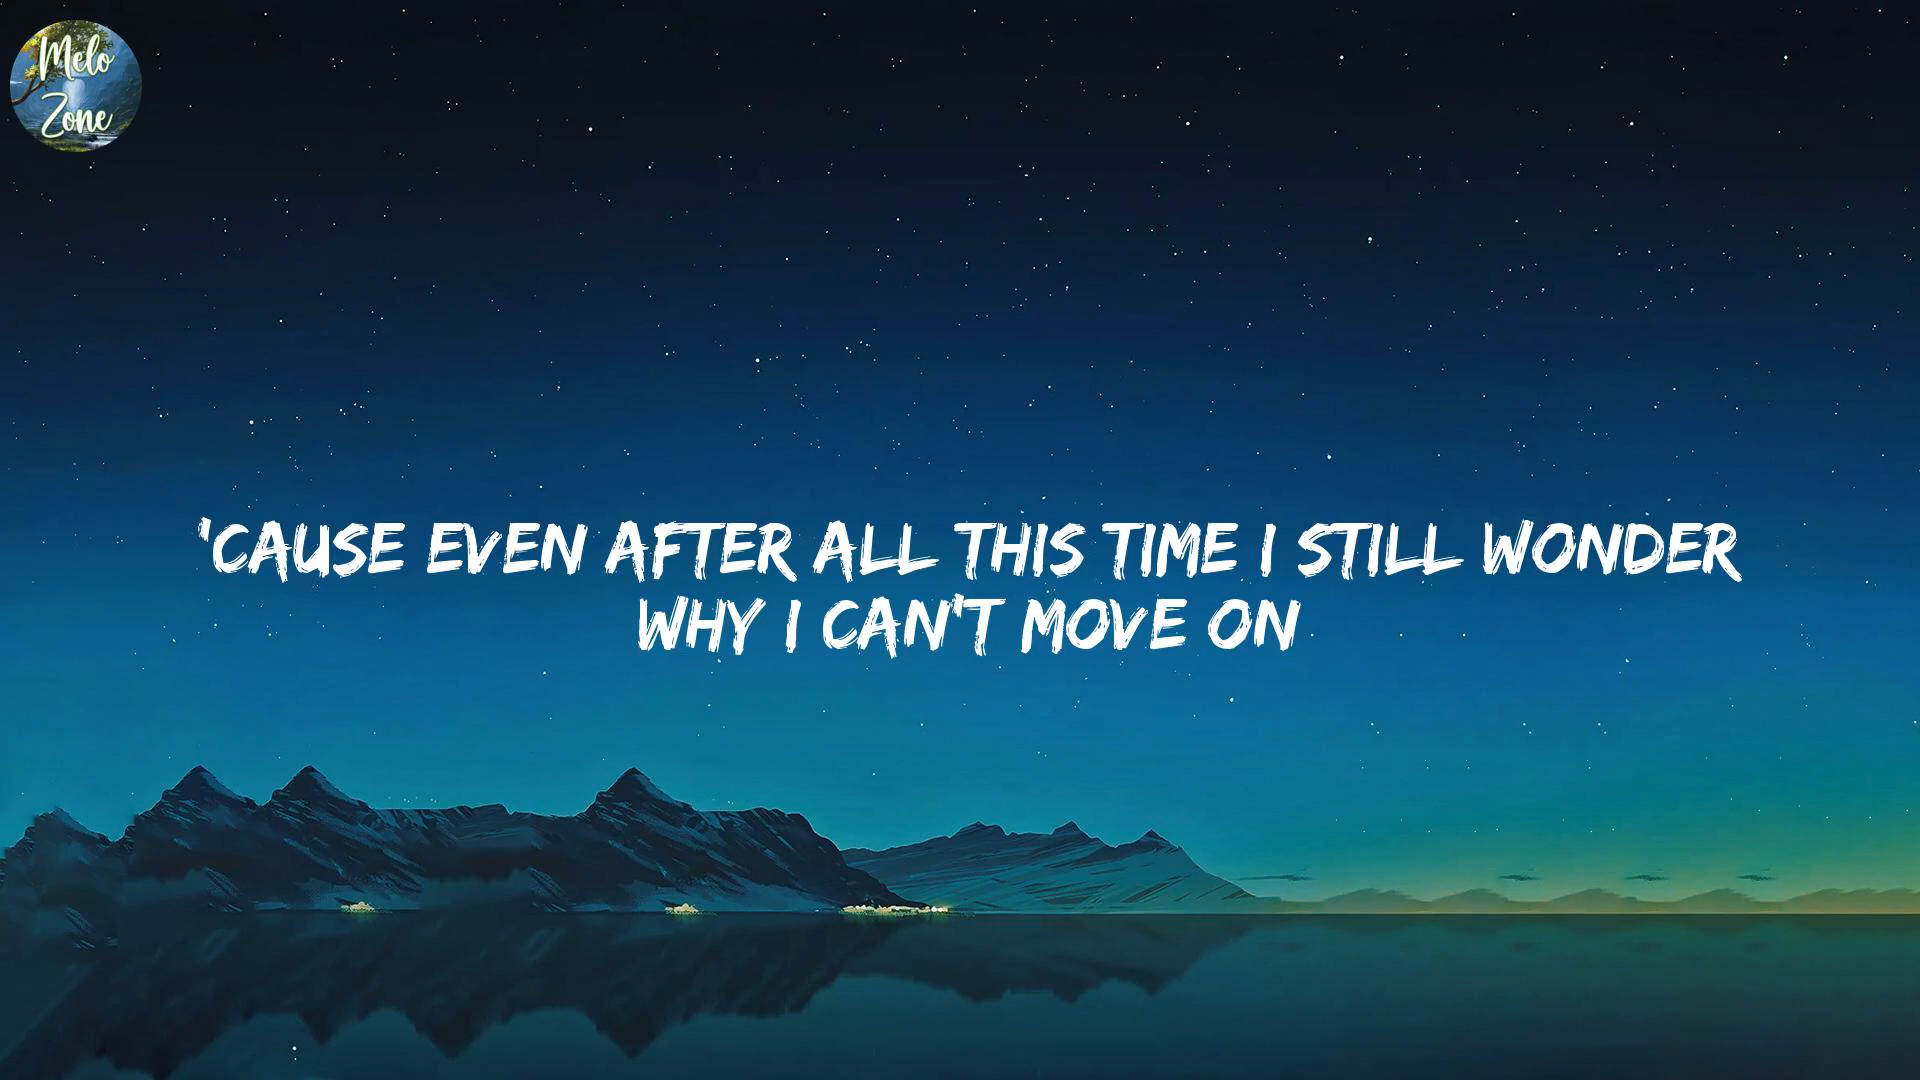 Melo
Zone
'CAUSE EVEN AFTER ALL THIS TIME I STILL WONDER
WHY I CAN'T MOVE ON